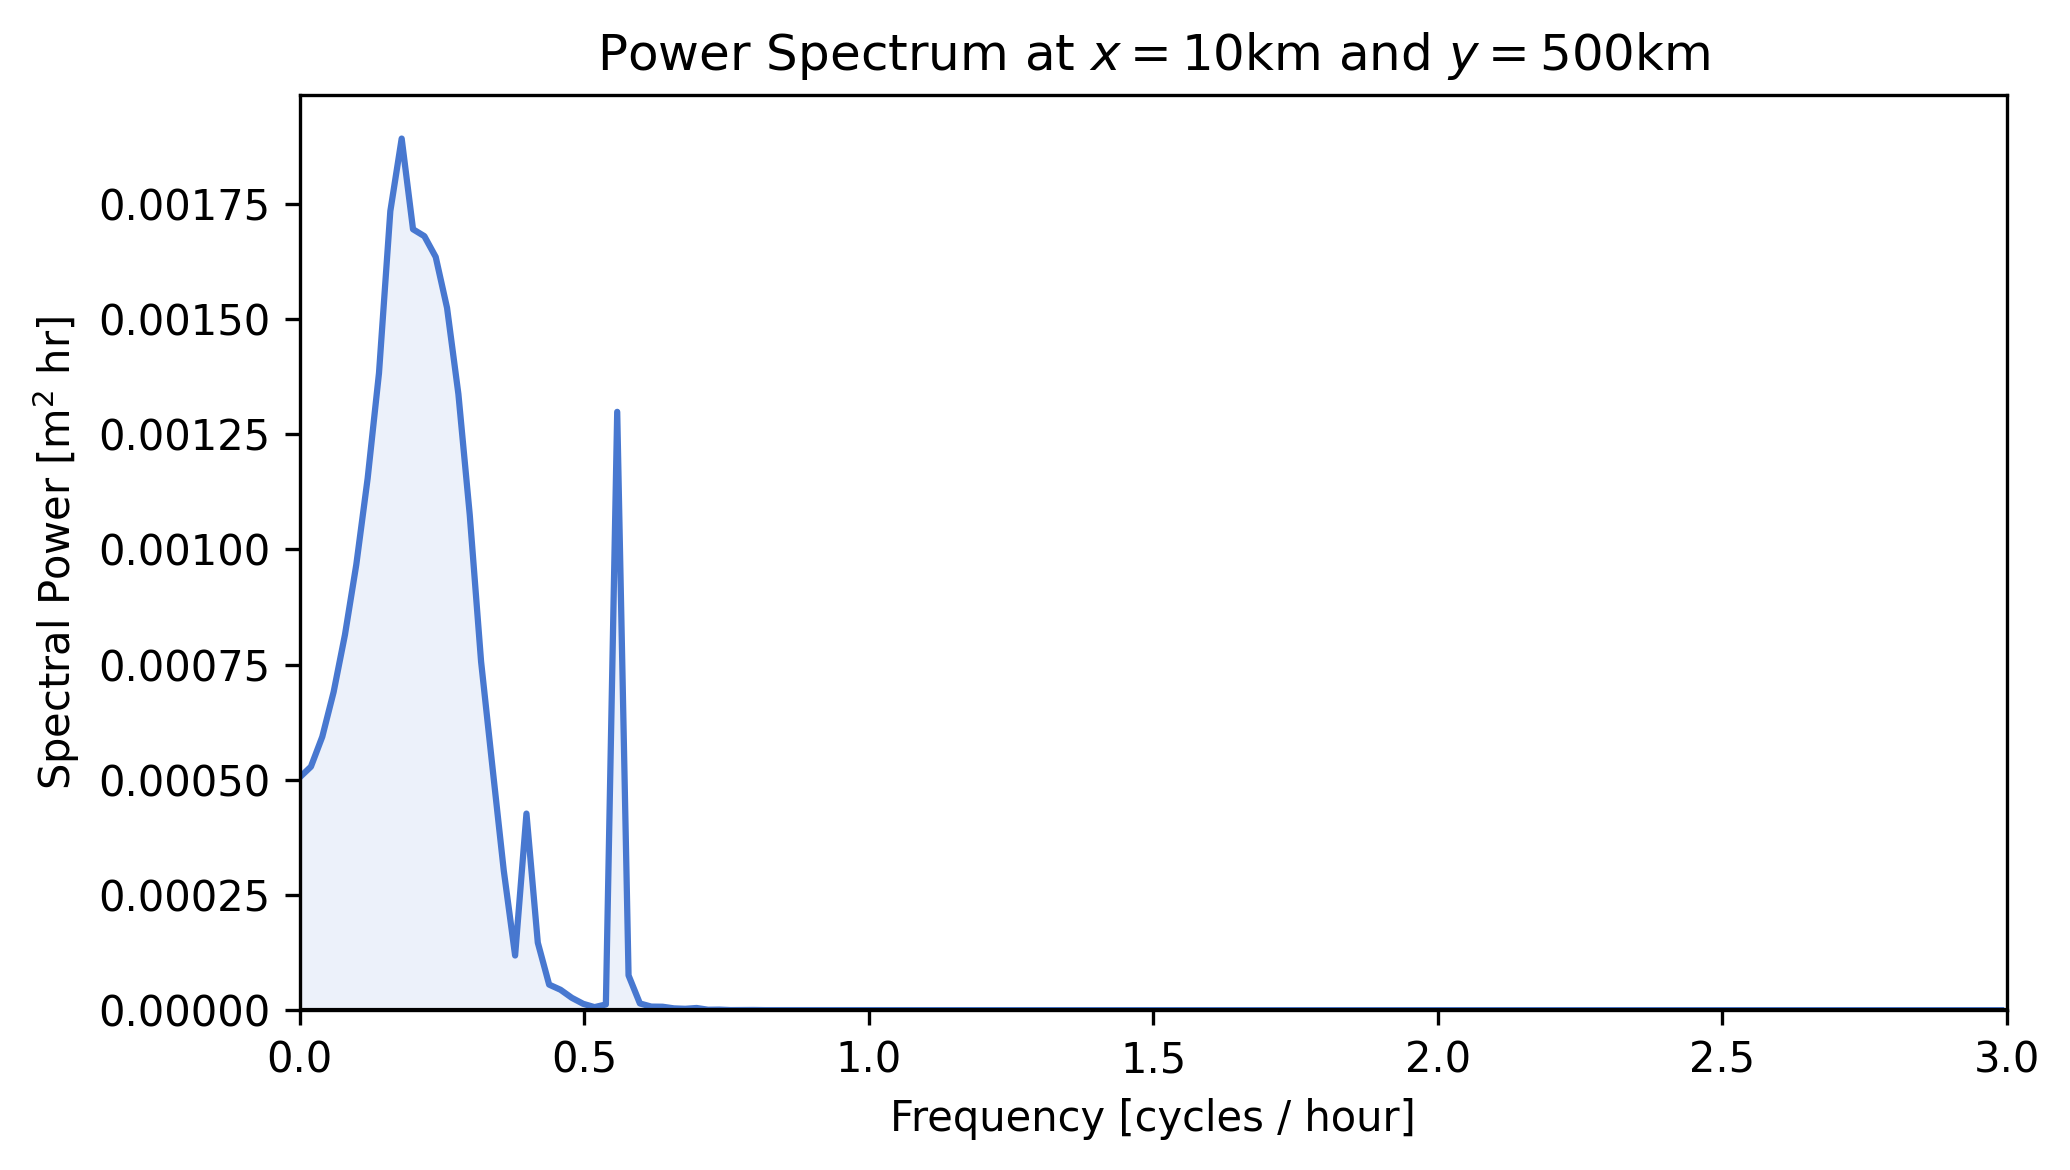 Power Spectrum at x = 10km and y = 500km
Spectral Power [m² hr]
0.00175
0.00150
0.00125
0.00100
0.00075
0.00050
0.00025
0.00000
0.0 0.5 1.0 1.5 2.0 2.5 3.0
Frequency [cycles / hour]